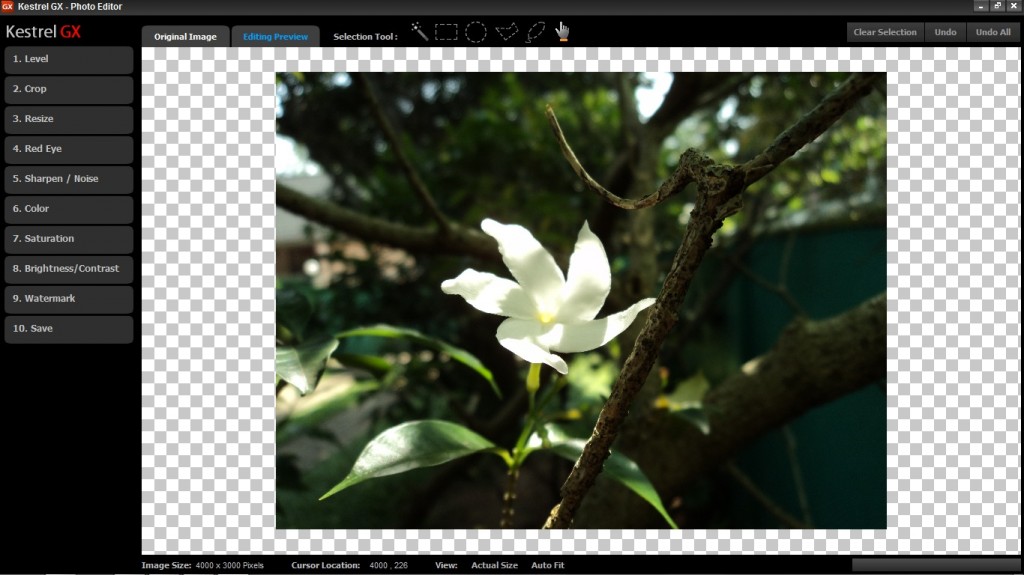 GX Kestrel GX - Photo Editor
Kestrel GX
Original Image Editing Preview Selection Tool : Clear Selection Undo Undo All
1. Level
2. Crop
3. Resize
4. Red Eye
5. Sharpen / Noise
6. Color
7. Saturation
8. Brightness/Contrast
9. Watermark
10. Save
Image Size: 4000 x 3000 Pixels Cursor Location: 4000 , 226 View: Actual Size Auto Fit